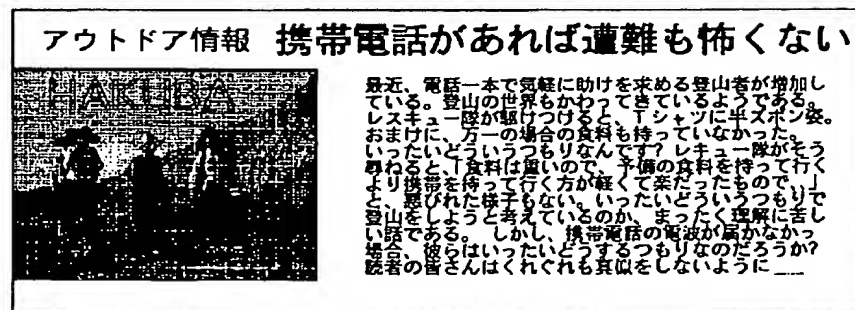 アウトドア情報 携帯電話があれば遭難も怖くない
HAKUBA
最近、電話一本で気軽に助けを求める登山者が増加し
ている。登山の世界もかわってきているようである。
レスキュー隊が駆けつけると、Tシャツに半ズボン姿。
おまけに、万一の場合の食料も持っていなかった。
いったいどういうつもりなんです？レキュー隊がそう
尋ねると、「食料は重いので、予備の食料を持って行く
より携帯を持って行く方が軽くて楽だったもので、」
と、悪びれた様子もない。いったいどういうつもりで
登山をしようと考えているのか、まったく理解に苦し
い話である。 しかし、携帯電話の電波が届かなかっ
場合、彼らはいったいどうするつもりなのだろうか？
読者の皆さんはくれぐれも真似をしないように